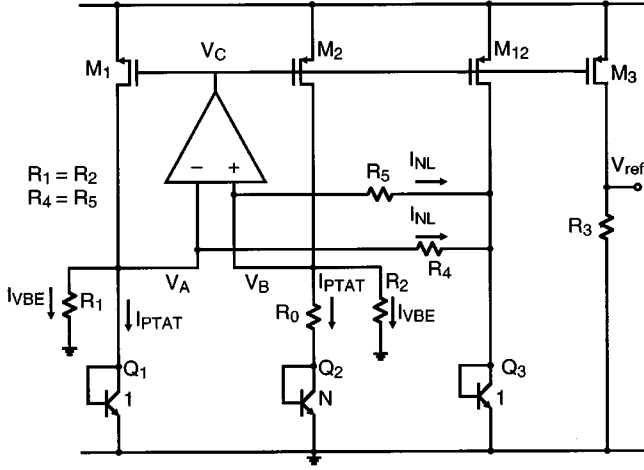 M1
VC
M2
M12
M3
R1 = R2
R4 = R5
−
+
R5
INL
Vref
INL
R4
R3
IVBE
R1
VA
IPTAT
VB
R0
IPTAT
R2
IVBE
Q1
1
Q2
N
Q3
1